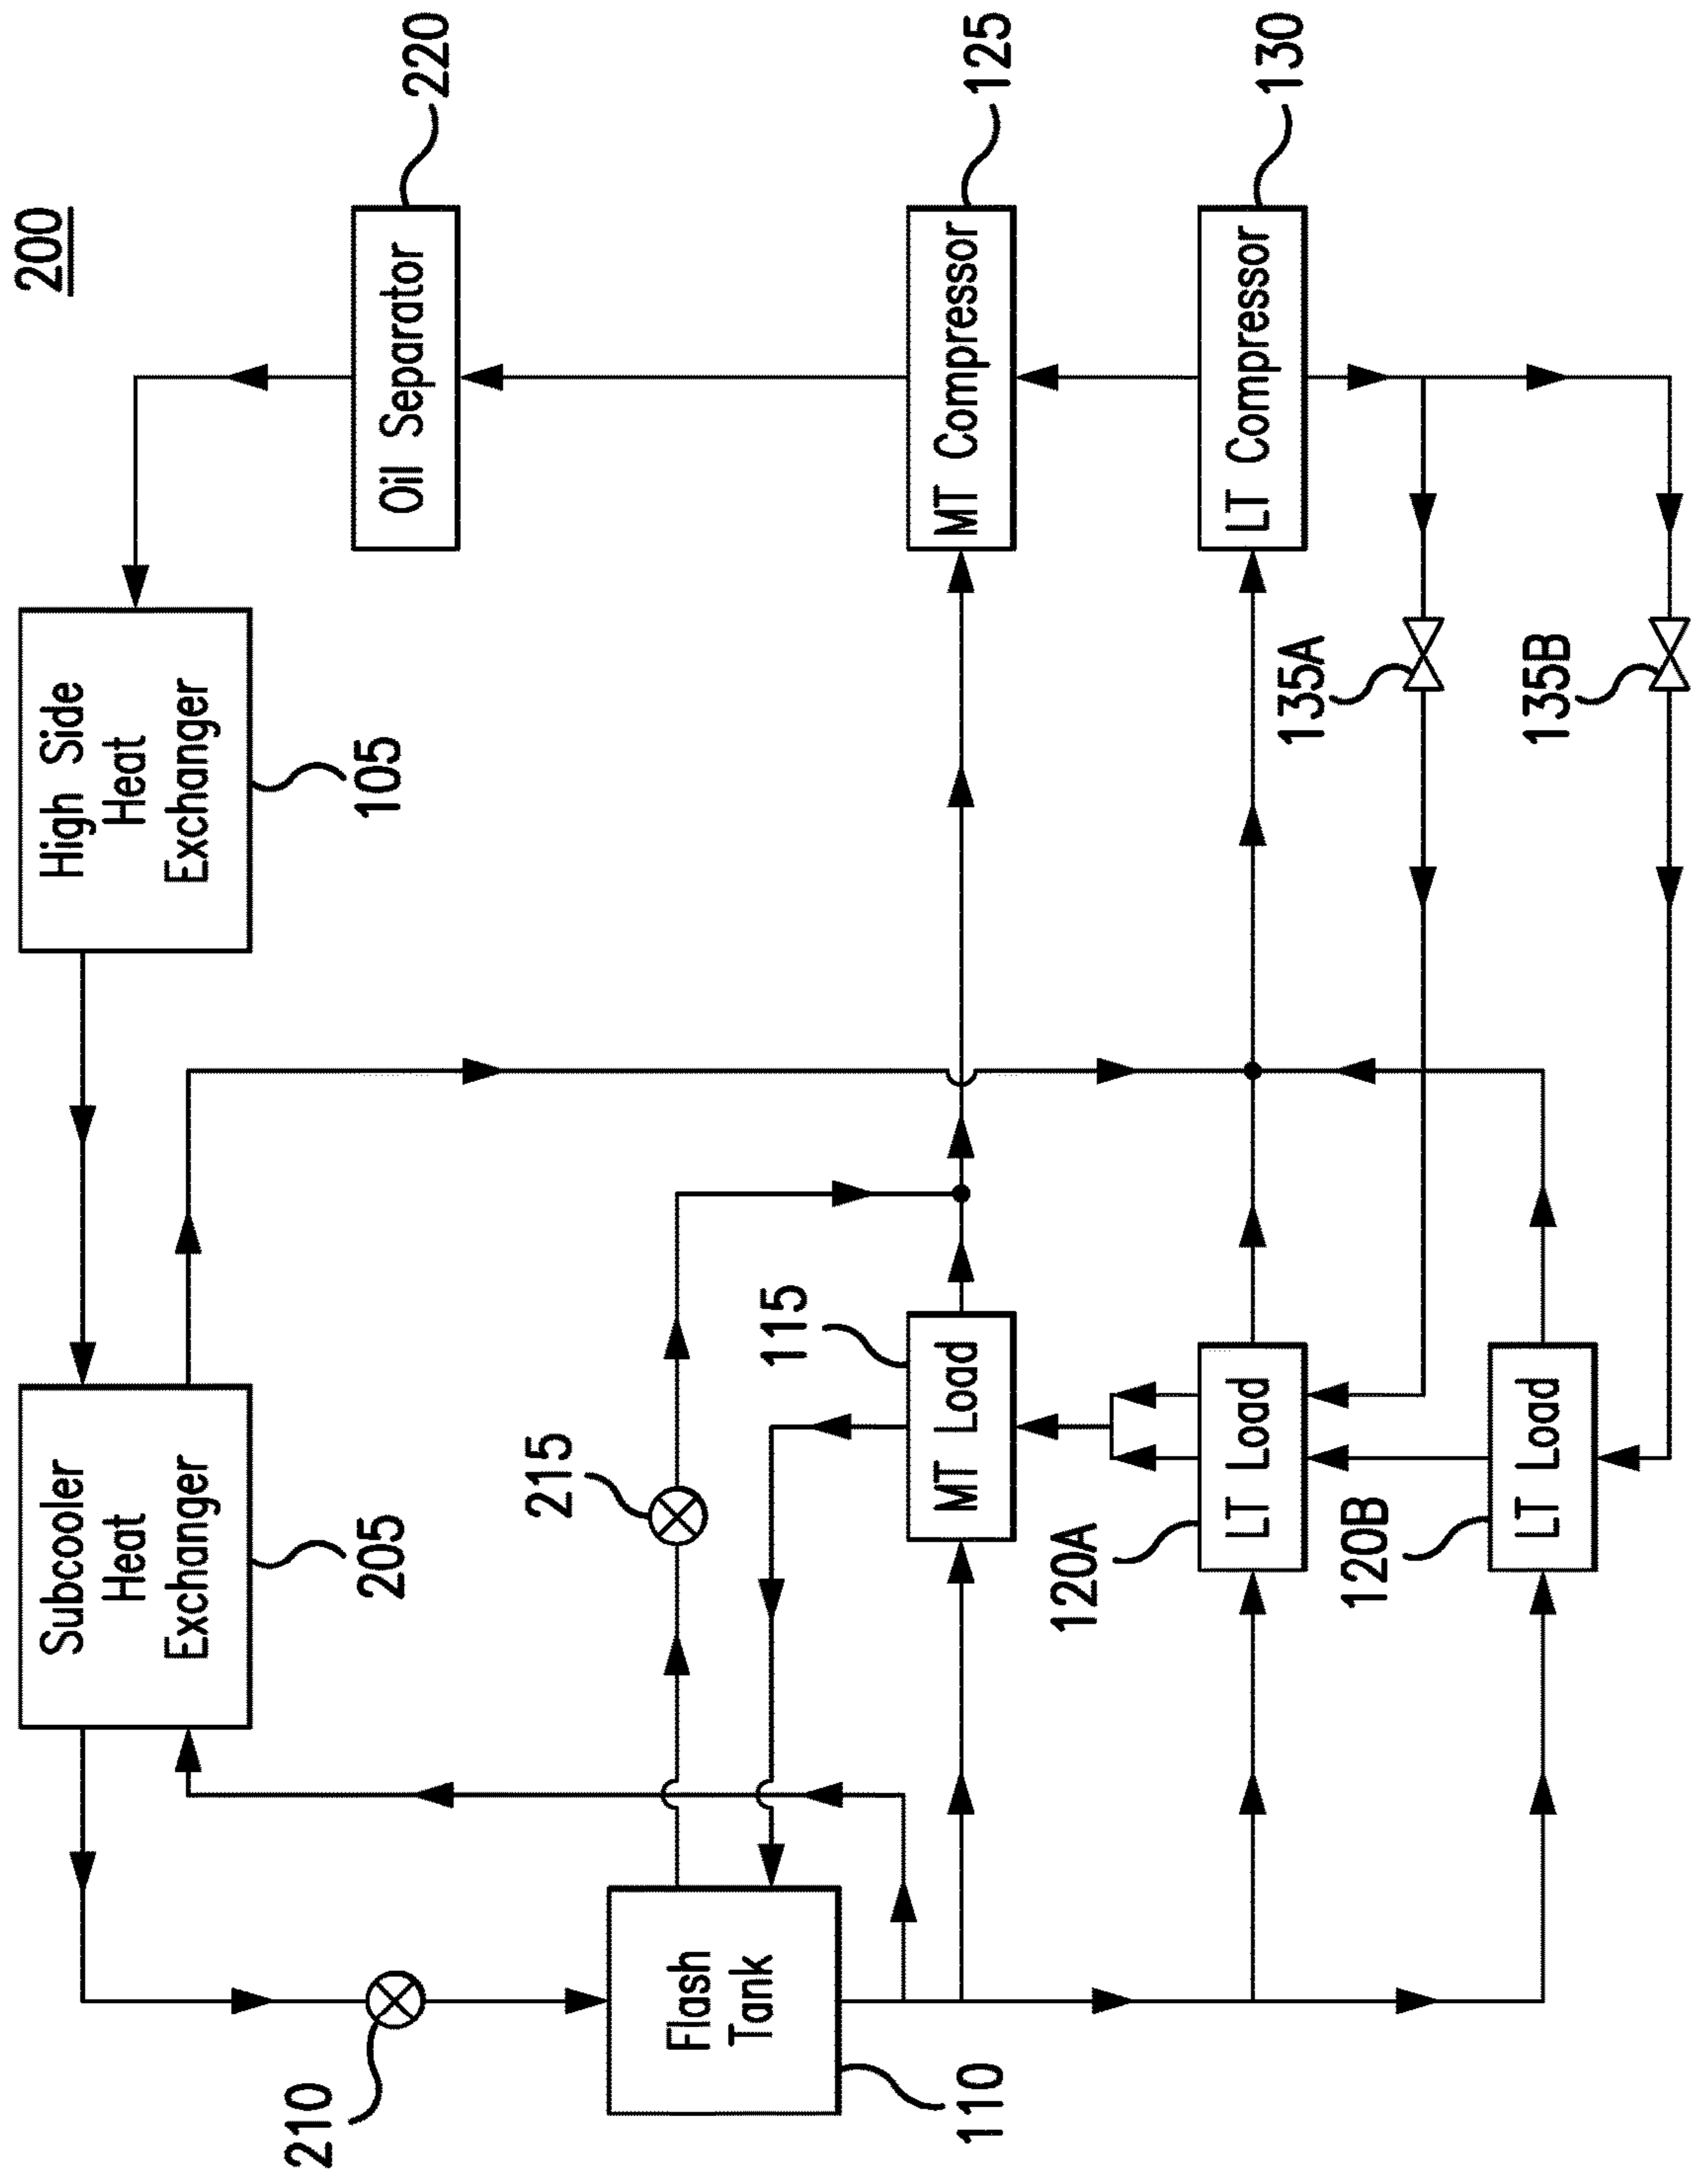 200
High Side
Heat
Exchanger
105
Subcooler
Heat
Exchanger
205
210
Oil Separator
220
215
Flash
Tank
110
MT Load
115
MT Compressor
125
LT Load
120A
LT Compressor
130
135A
LT Load
120B
135B